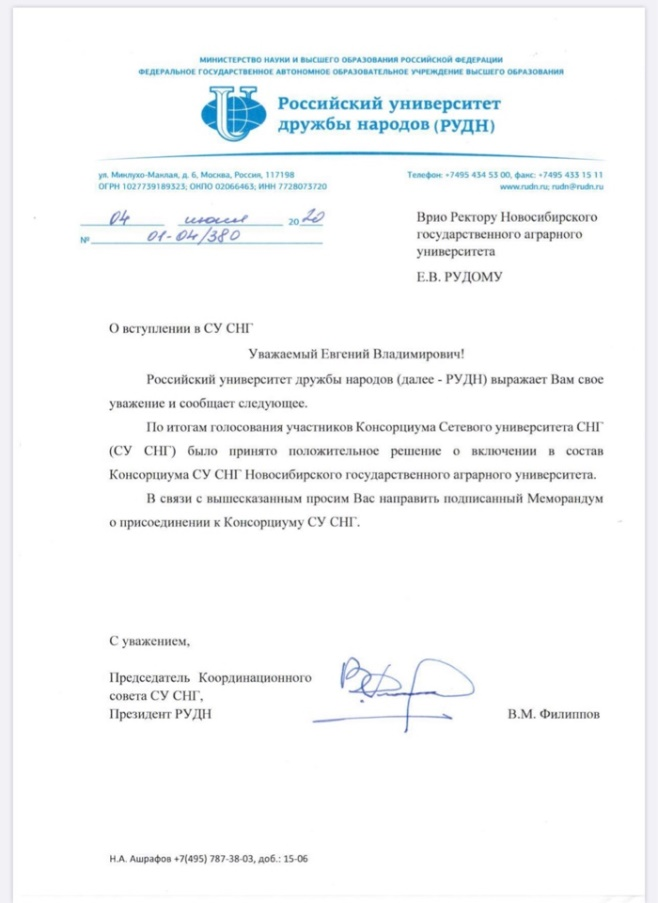 МИНИСТЕРСТВО НАУКИ И ВЫСШЕГО ОБРАЗОВАНИЯ РОССИЙСКОЙ ФЕДЕРАЦИИ
ФЕДЕРАЛЬНОЕ ГОСУДАРСТВЕННОЕ АВТОНОМНОЕ ОБРАЗОВАТЕЛЬНОЕ УЧРЕЖДЕНИЕ ВЫСШЕГО ОБРАЗОВАНИЯ
Российский университет
дружбы народов (РУДН)
ул. Миклухо-Маклая, д. 6, Москва, Россия, 117198
ОГРН 1027739189323; ОКПО 02066463; ИНН 7728073720
Телефон: +7495 434 53 00, факс: +7495 433 15 11
www.rudn.ru; rudn@rudn.ru
04 2020
№ 01-04/380
Врио Ректору Новосибирского
государственного аграрного
университета
Е.В. РУДОМУ
О вступлении в СУ СНГ
Уважаемый Евгений Владимирович!
Российский университет дружбы народов (далее - РУДН) выражает Вам свое
уважение и сообщает следующее.
По итогам голосования участников Консорциума Сетевого университета СНГ
(СУ СНГ) было принято положительное решение о включении в состав
Консорциума СУ СНГ Новосибирского государственного аграрного университета.
В связи с вышесказанным просим Вас направить подписанный Меморандум
о присоединении к Консорциуму СУ СНГ.
С уважением,
Председатель Координационного
совета СУ СНГ,
Президент РУДН
В.М. Филиппов
Н.А. Ашрафов +7(495) 787-38-03, доб.: 15-06